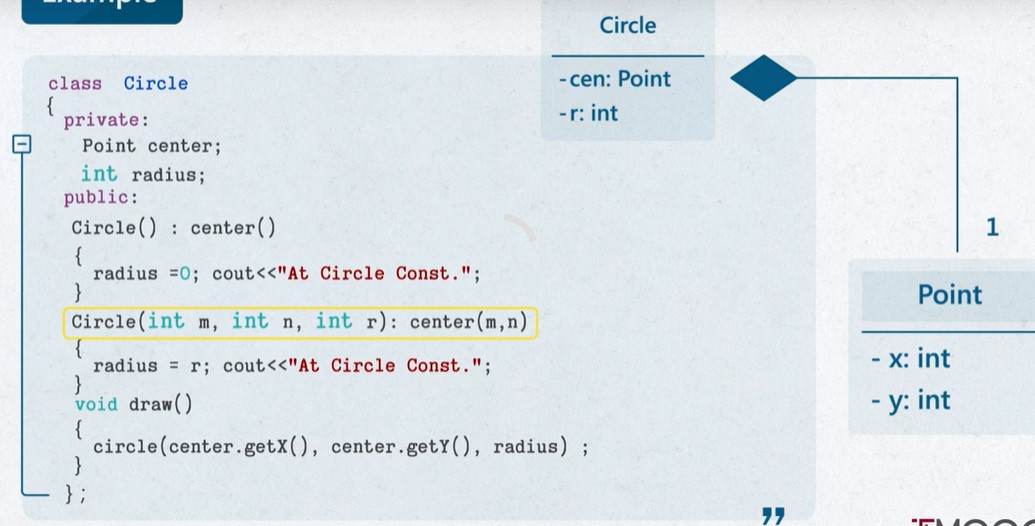 Example
class Circle
{
private:
Point center;
int radius;
public:
Circle() : center()
{
radius =0; cout<<"At Circle Const.";
}
Circle(int m, int n, int r): center(m,n)
{
radius = r; cout<<"At Circle Const.";
}
void draw()
{
circle(center.getX(), center.getY(), radius) ;
}
};
Circle
-cen: Point
-r: int
1
Point
- x: int
- y: int
”